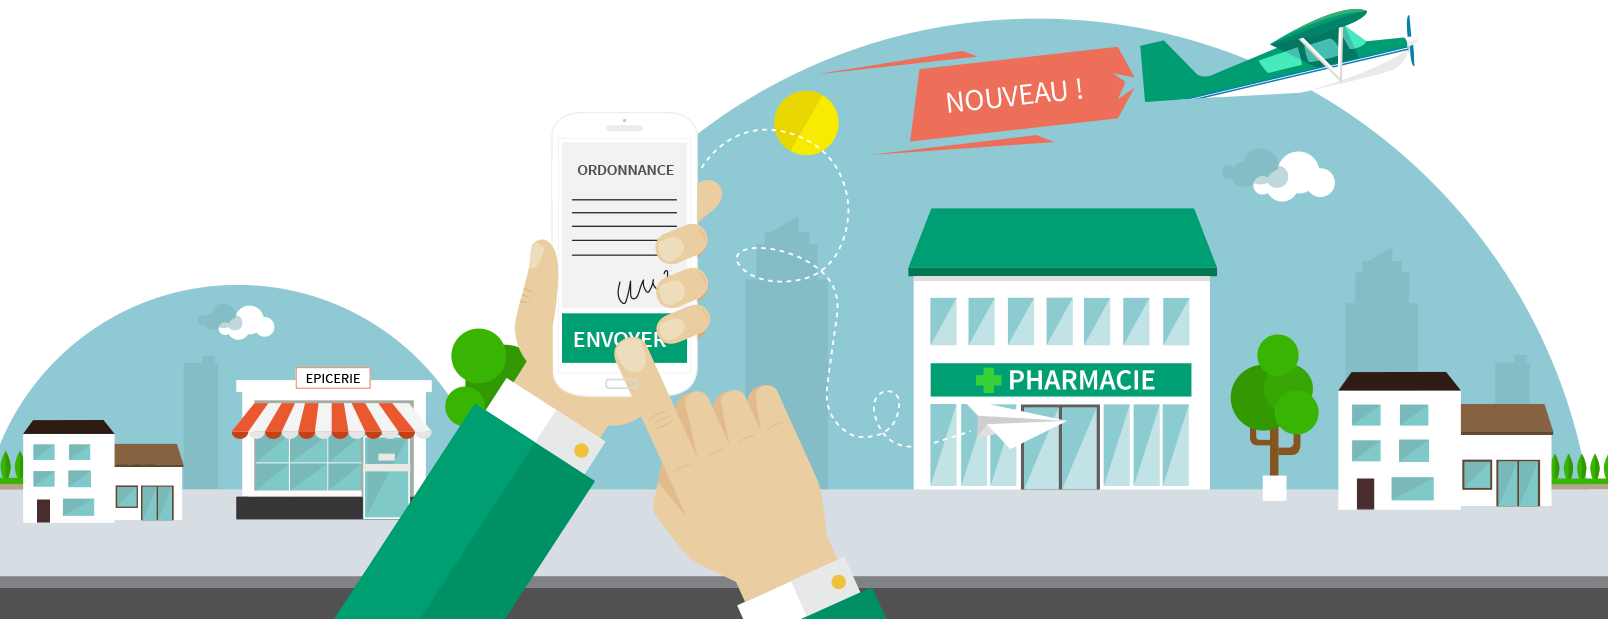 NOUVEAU !
ORDONNANCE
ENVOYER
EPICERIE
PHARMACIE